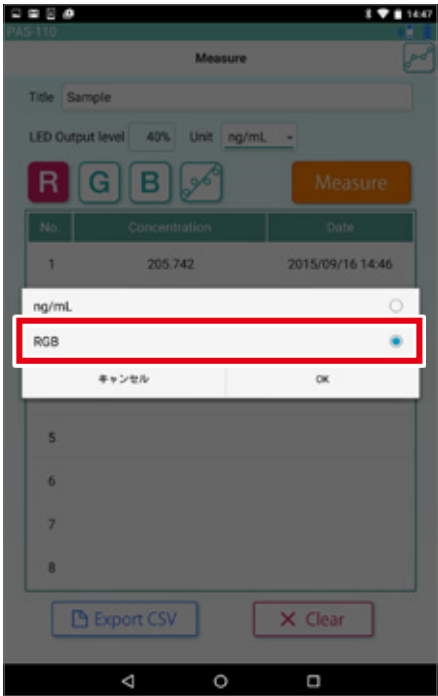 14:47
PAS-110
Measure
Title Sample
LED Output level 40% Unit ng/mL
R G B Measure
No. Concentration Date
1 205.742 2015/09/16 14:46
ng/mL
RGB
キャンセル OK
5
6
7
8
Export CSV Clear